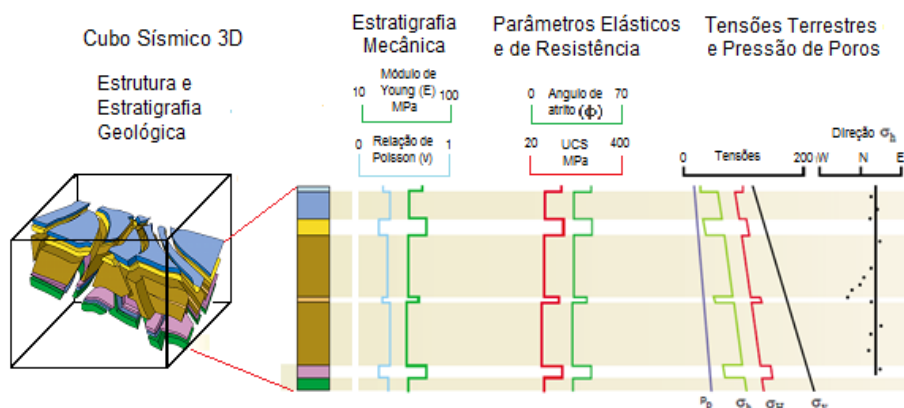 Cubo Sísmico 3D
Estrutura e
Estratigrafia
Geológica
Estratigrafia
Mecânica
Módulo de
10 Young (E) 100
MPa
Relação de
0 Poisson (v) 1
Parâmetros Elásticos
e de Resistência
0 Angulo de 70
atrito (ϕ)
20 UCS 400
MPa
Tensões Terrestres
e Pressão de Poros
0 Tensões 200
Direção σh
W N E
Po σh σH σv